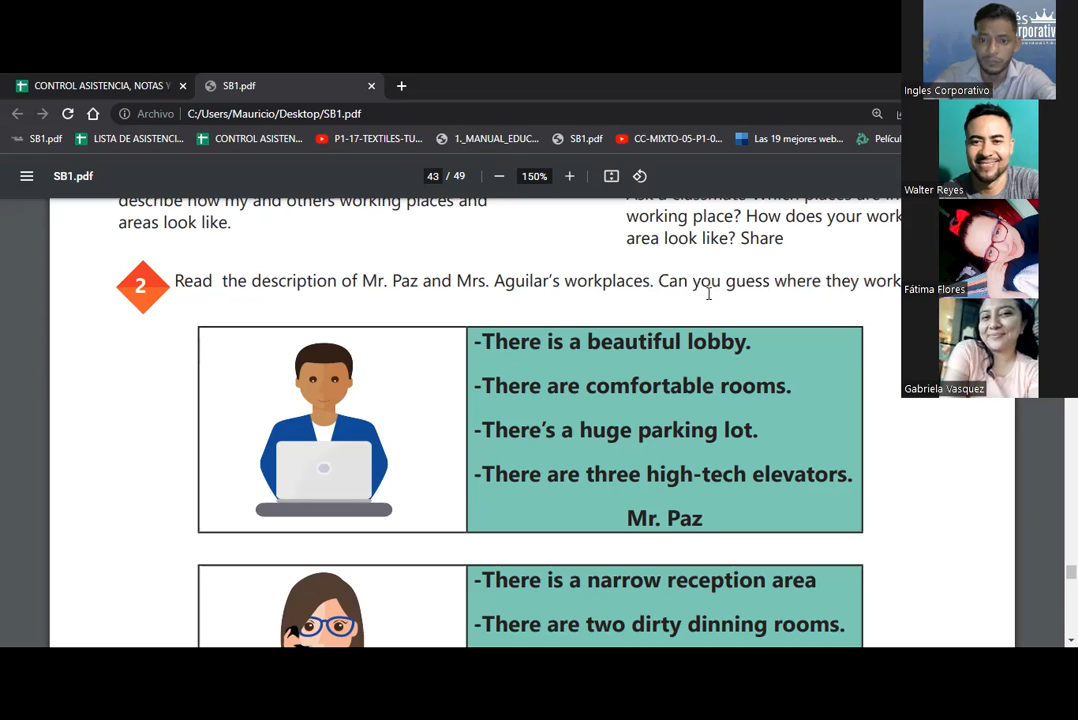 CONTROL ASISTENCIA, NOTAS Y
SB1.pdf
Archivo
C:/Users/Mauricio/Desktop/SB1.pdf
SB1.pdf
LISTA DE ASISTENCI...
CONTROL ASISTEN...
P1-17-TEXTILES-TU...
1._MANUAL_EDUC...
SB1.pdf
CC-MIXTO-05-P1-0...
Las 19 mejores web...
Pelícu
SB1.pdf
43 / 49
150%
describe how my and others working places and
areas look like.
working place? How does your work
area look like? Share
2
Read the description of Mr. Paz and Mrs. Aguilar's workplaces. Can you guess where they work
-There is a beautiful lobby.
-There are comfortable rooms.
-There's a huge parking lot.
-There are three high-tech elevators.
Mr. Paz
-There is a narrow reception area
-There are two dirty dinning rooms.
Ingles Corporativo
Walter Reyes
Fátima Flores
Gabriela Vasquez